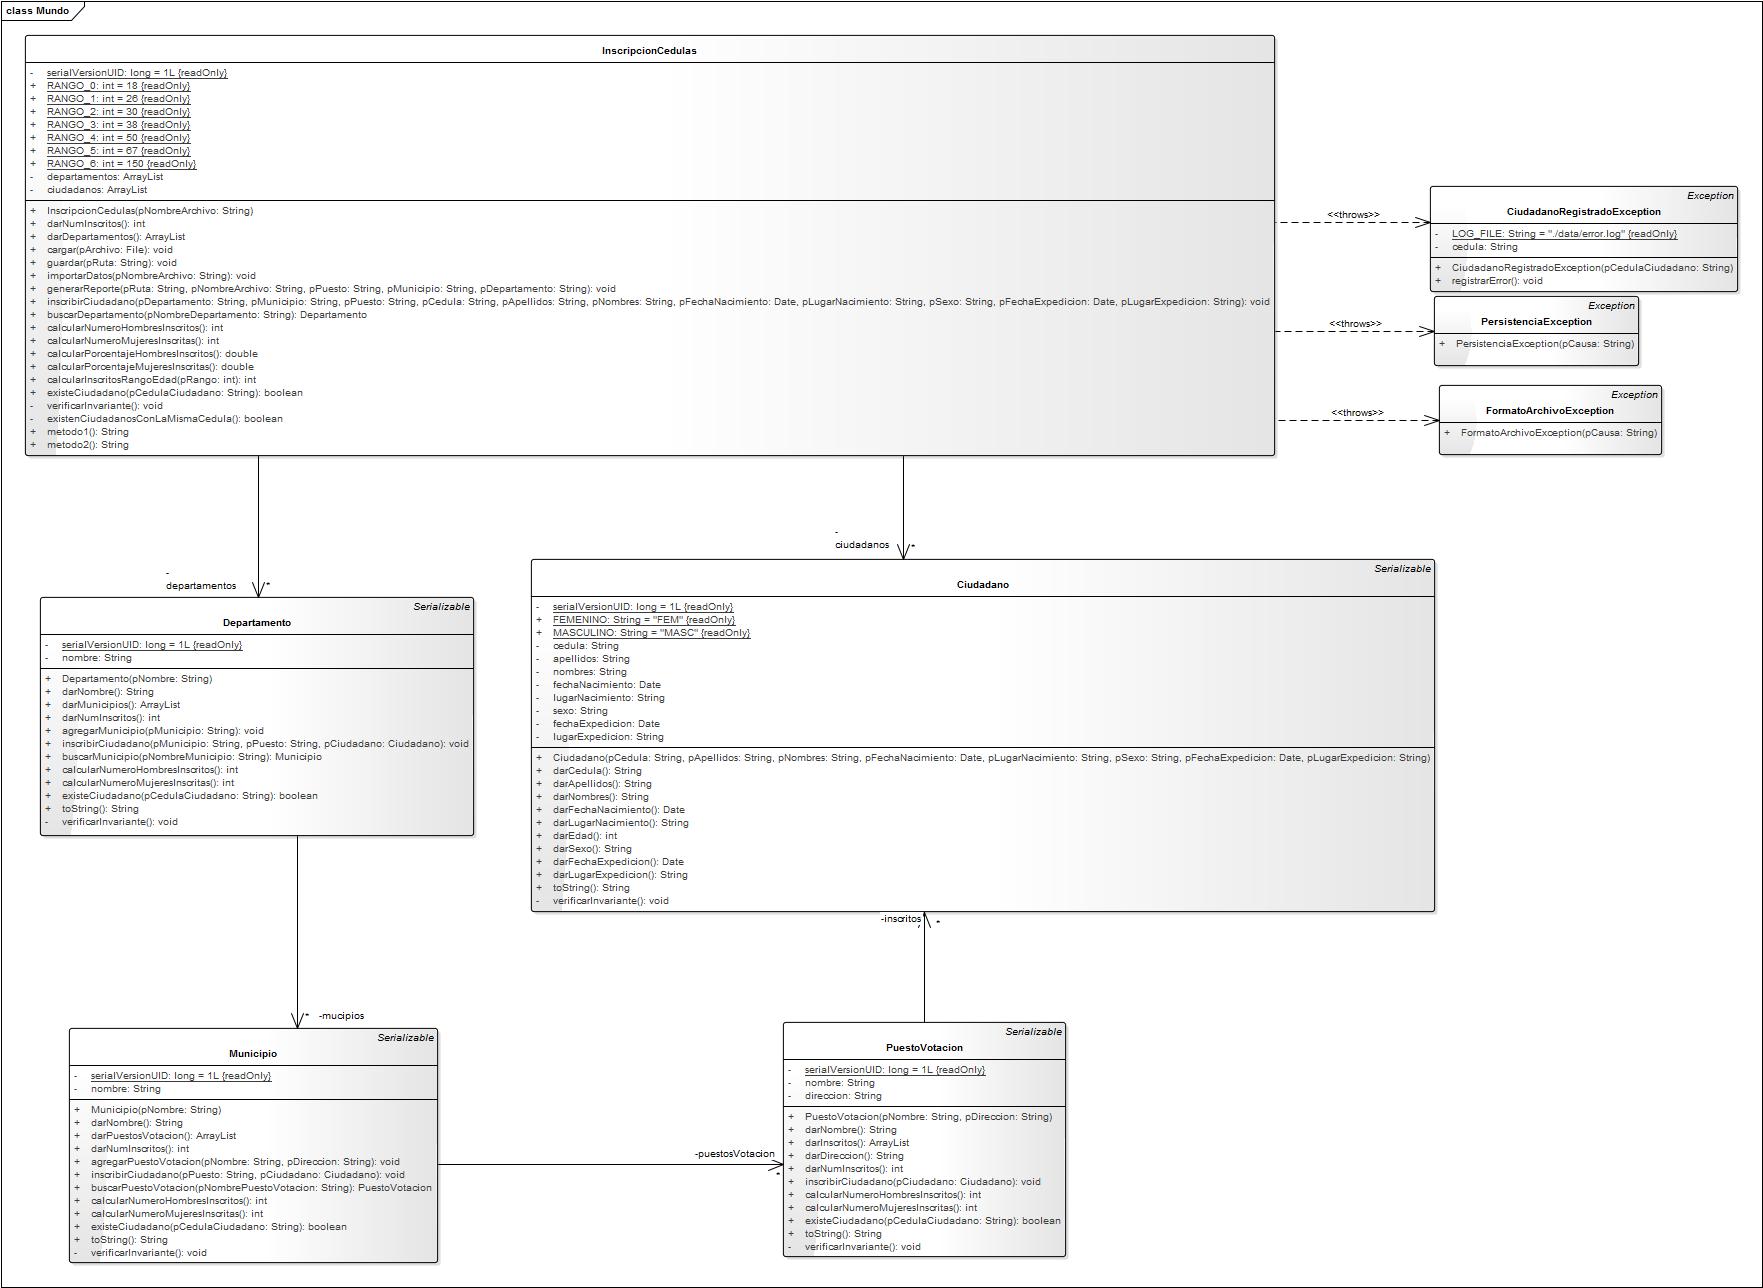 class Mundo
InscripcionCedulas
- serialVersionUID: long = 1L {readOnly}
+ RANGO_0: int = 18 {readOnly}
+ RANGO_1: int = 26 {readOnly}
+ RANGO_2: int = 30 {readOnly}
+ RANGO_3: int = 38 {readOnly}
+ RANGO_4: int = 50 {readOnly}
+ RANGO_5: int = 67 {readOnly}
+ RANGO_6: int = 150 {readOnly}
- departamentos: ArrayList
- ciudadanos: ArrayList
+ InscripcionCedulas(pNombreArchivo: String)
+ darNumInscritos(): int
+ darDepartamentos(): ArrayList
+ cargar(pArchivo: File): void
+ guardar(pRuta: String): void
+ importarDatos(pNombreArchivo: String): void
+ generarReporte(pRuta: String, pNombreArchivo: String, pPuesto: String, pMunicipio: String, pDepartamento: String): void
+ inscribirCiudadano(pDepartamento: String, pMunicipio: String, pPuesto: String, pCedula: String, pApellidos: String, pNombres: String, pFechaNacimiento: Date, pLugarNacimiento: String, pSexo: String, pFechaExpedicion: Date, pLugarExpedicion: String): void
+ buscarDepartamento(pNombreDepartamento: String): Departamento
+ calcularNumeroHombresInscritos(): int
+ calcularNumeroMujeresInscritas(): int
+ calcularPorcentajeHombresInscritos(): double
+ calcularPorcentajeMujeresInscritas(): double
+ calcularInscritosRangoEdad(pRango: int): int
+ existeCiudadano(pCedulaCiudadano: String): boolean
- verificarInvariante(): void
- existenCiudadanosConLaMismaCedula(): boolean
+ metodo1(): String
+ metodo2(): String
<<throws>>
Exception
CiudadanoRegistradoException
- LOG_FILE: String = "./data/error.log" {readOnly}
- cedula: String
+ CiudadanoRegistradoException(pCedulaCiudadano: String)
+ registrarError(): void
<<throws>>
Exception
PersistenciaException
+ PersistenciaException(pCausa: String)
<<throws>>
Exception
FormatoArchivoException
+ FormatoArchivoException(pCausa: String)
-
departamentos *
-
ciudadanos *
Serializable
Departamento
- serialVersionUID: long = 1L {readOnly}
- nombre: String
+ Departamento(pNombre: String)
+ darNombre(): String
+ darMunicipios(): ArrayList
+ darNumInscritos(): int
+ agregarMunicipio(pMunicipio: String): void
+ inscribirCiudadano(pMunicipio: String, pPuesto: String, pCiudadano: Ciudadano): void
+ buscarMunicipio(pNombreMunicipio: String): Municipio
+ calcularNumeroHombresInscritos(): int
+ calcularNumeroMujeresInscritas(): int
+ existeCiudadano(pCedulaCiudadano: String): boolean
+ toString(): String
- verificarInvariante(): void
Serializable
Ciudadano
- serialVersionUID: long = 1L {readOnly}
+ FEMENINO: String = "FEM" {readOnly}
+ MASCULINO: String = "MASC" {readOnly}
- cedula: String
- apellidos: String
- nombres: String
- fechaNacimiento: Date
- lugarNacimiento: String
- sexo: String
- fechaExpedicion: Date
- lugarExpedicion: String
+ Ciudadano(pCedula: String, pApellidos: String, pNombres: String, pFechaNacimiento: Date, pLugarNacimiento: String, pSexo: String, pFechaExpedicion: Date, pLugarExpedicion: String)
+ darCedula(): String
+ darApellidos(): String
+ darNombres(): String
+ darFechaNacimiento(): Date
+ darLugarNacimiento(): String
+ darEdad(): int
+ darSexo(): String
+ darFechaExpedicion(): Date
+ darLugarExpedicion(): String
+ toString(): String
- verificarInvariante(): void
-inscritos *
* -mucipios
Serializable
Municipio
- serialVersionUID: long = 1L {readOnly}
- nombre: String
+ Municipio(pNombre: String)
+ darNombre(): String
+ darPuestosVotacion(): ArrayList
+ darNumInscritos(): int
+ agregarPuestoVotacion(pNombre: String, pDireccion: String): void
+ inscribirCiudadano(pPuesto: String, pCiudadano: Ciudadano): void
+ buscarPuestoVotacion(pNombrePuestoVotacion: String): PuestoVotacion
+ calcularNumeroHombresInscritos(): int
+ calcularNumeroMujeresInscritas(): int
+ existeCiudadano(pCedulaCiudadano: String): boolean
+ toString(): String
- verificarInvariante(): void
-puestosVotacion
*
Serializable
PuestoVotacion
- serialVersionUID: long = 1L {readOnly}
- nombre: String
- direccion: String
+ PuestoVotacion(pNombre: String, pDireccion: String)
+ darNombre(): String
+ darInscritos(): ArrayList
+ darDireccion(): String
+ darNumInscritos(): int
+ inscribirCiudadano(pCiudadano: Ciudadano): void
+ calcularNumeroHombresInscritos(): int
+ calcularNumeroMujeresInscritas(): int
+ existeCiudadano(pCedulaCiudadano: String): boolean
+ toString(): String
- verificarInvariante(): void